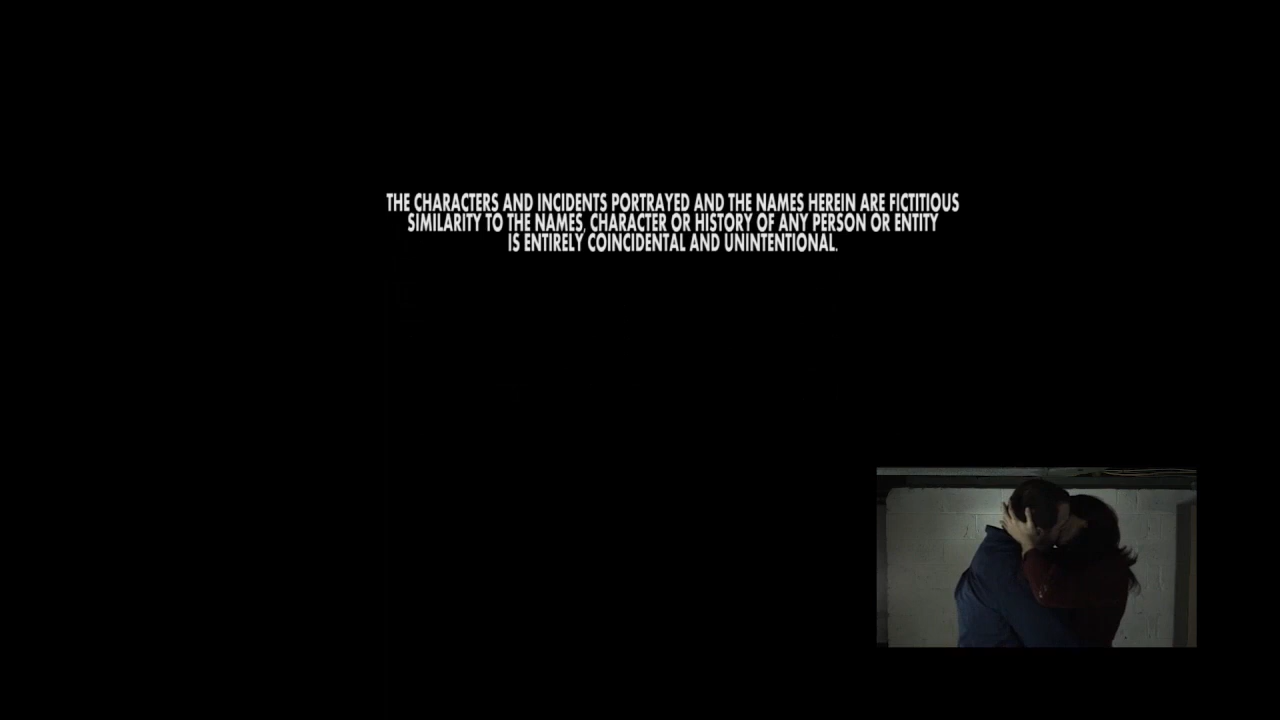 THE CHARACTERS AND INCIDENTS PORTRAYED AND THE NAMES HEREIN ARE FICTITIOUS
SIMILARITY TO THE NAMES, CHARACTER OR HISTORY OF ANY PERSON OR ENTITY
IS ENTIRELY COINCIDENTAL AND UNINTENTIONAL.